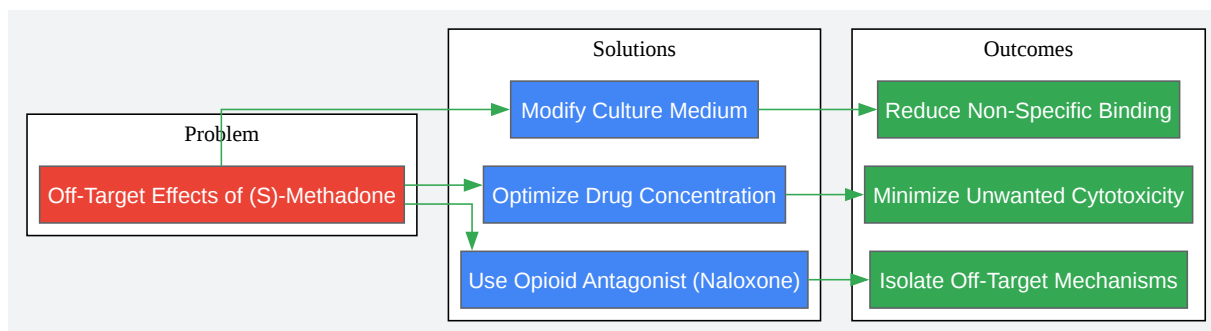 Problem
Off-Target Effects of (S)-Methadone
Solutions
Modify Culture Medium
Optimize Drug Concentration
Use Opioid Antagonist (Naloxone)
Outcomes
Reduce Non-Specific Binding
Minimize Unwanted Cytotoxicity
Isolate Off-Target Mechanisms